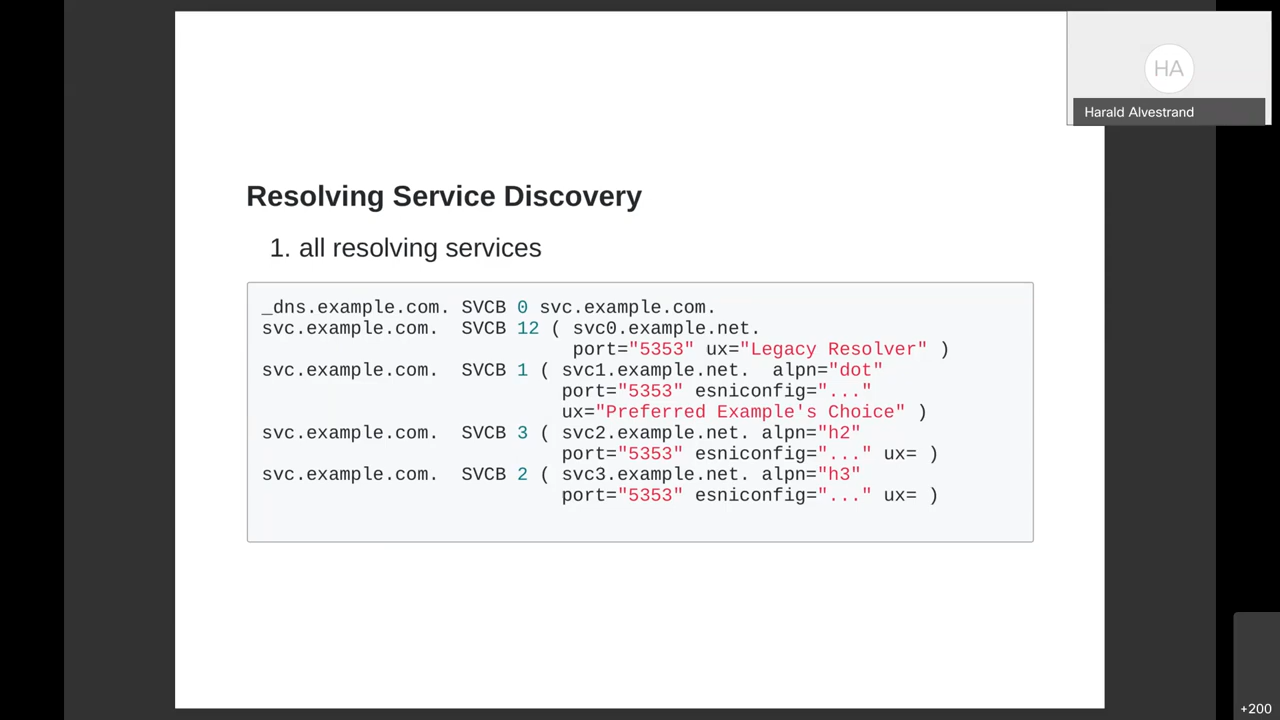 HA
Harald Alvestrand
Resolving Service Discovery
1. all resolving services
_dns.example.com. SVCB 0 svc.example.com.
svc.example.com.  SVCB 12 ( svc0.example.net.
port="5353" ux="Legacy Resolver" )
svc.example.com.  SVCB 1 ( svc1.example.net.  alpn="dot"
port="5353" esniconfig="..."
ux="Preferred Example's Choice" )
svc.example.com.  SVCB 3 ( svc2.example.net. alpn="h2"
port="5353" esniconfig="..." ux= )
svc.example.com.  SVCB 2 ( svc3.example.net. alpn="h3"
port="5353" esniconfig="..." ux= )
+200